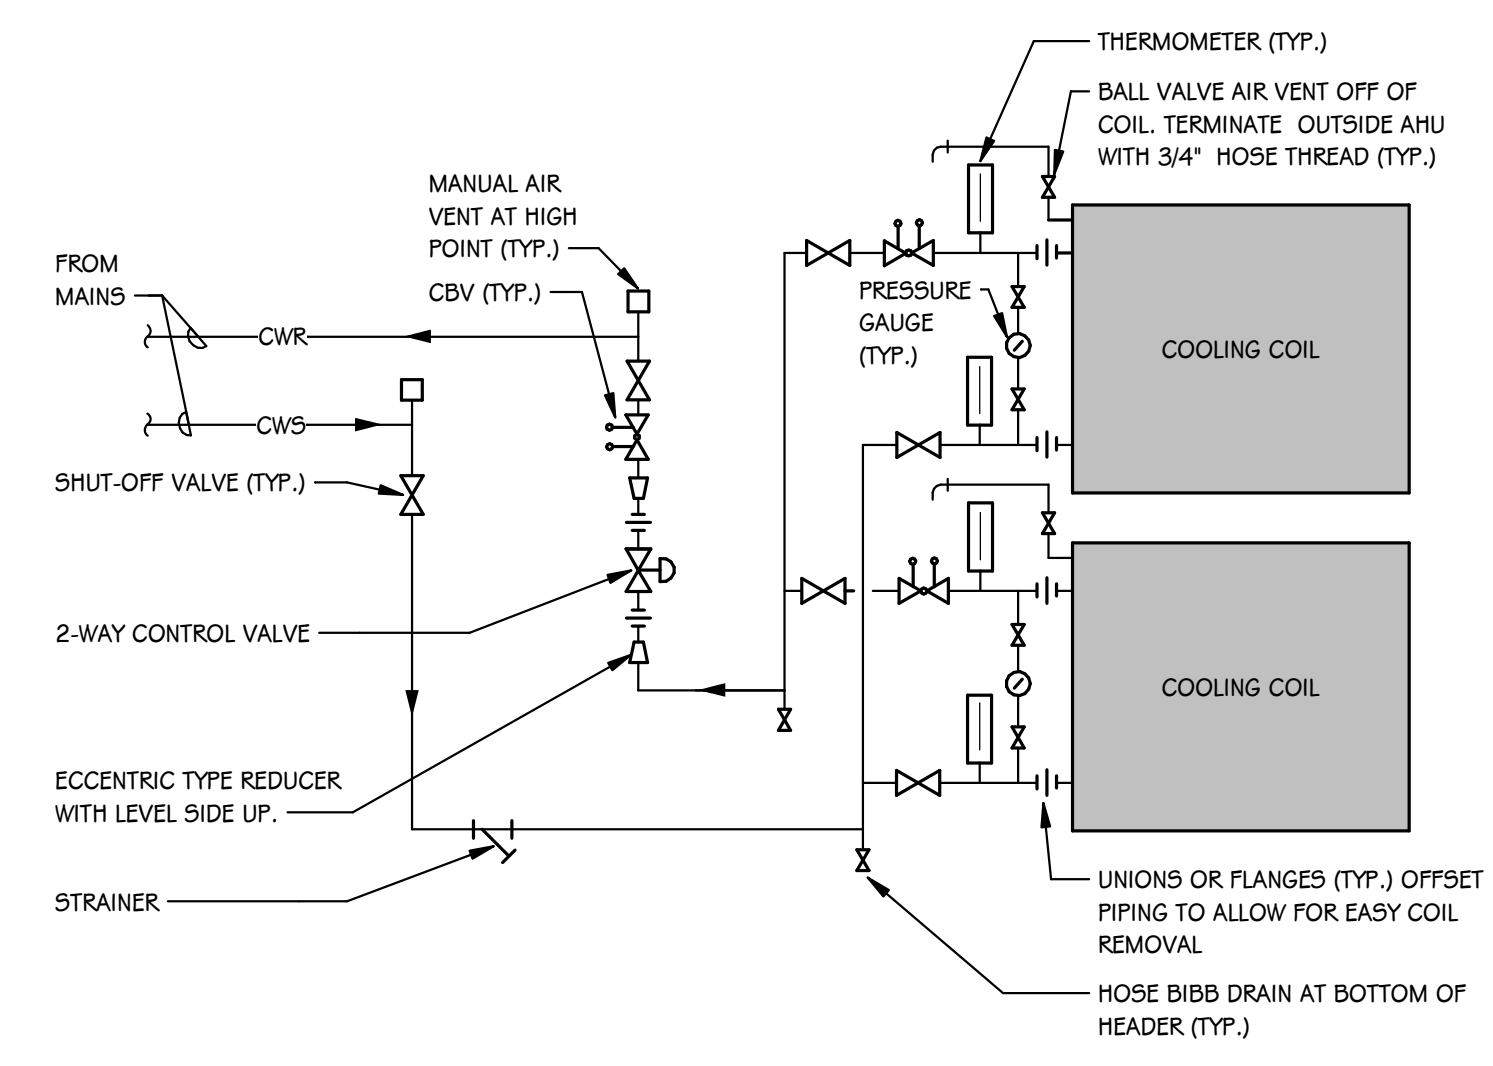 THERMOMETER (TYP.)
BALL VALVE AIR VENT OFF OF
COIL. TERMINATE OUTSIDE AHU
WITH 3/4" HOSE THREAD (TYP.)
MANUAL AIR
VENT AT HIGH
POINT (TYP.)
CBV (TYP.)
FROM
MAINS
CWR
CWS
PRESSURE
GAUGE
(TYP.)
COOLING COIL
SHUT-OFF VALVE (TYP.)
2-WAY CONTROL VALVE
COOLING COIL
ECCENTRIC TYPE REDUCER
WITH LEVEL SIDE UP.
STRAINER
UNIONS OR FLANGES (TYP.) OFFSET
PIPING TO ALLOW FOR EASY COIL
REMOVAL
HOSE BIBB DRAIN AT BOTTOM OF
HEADER (TYP.)